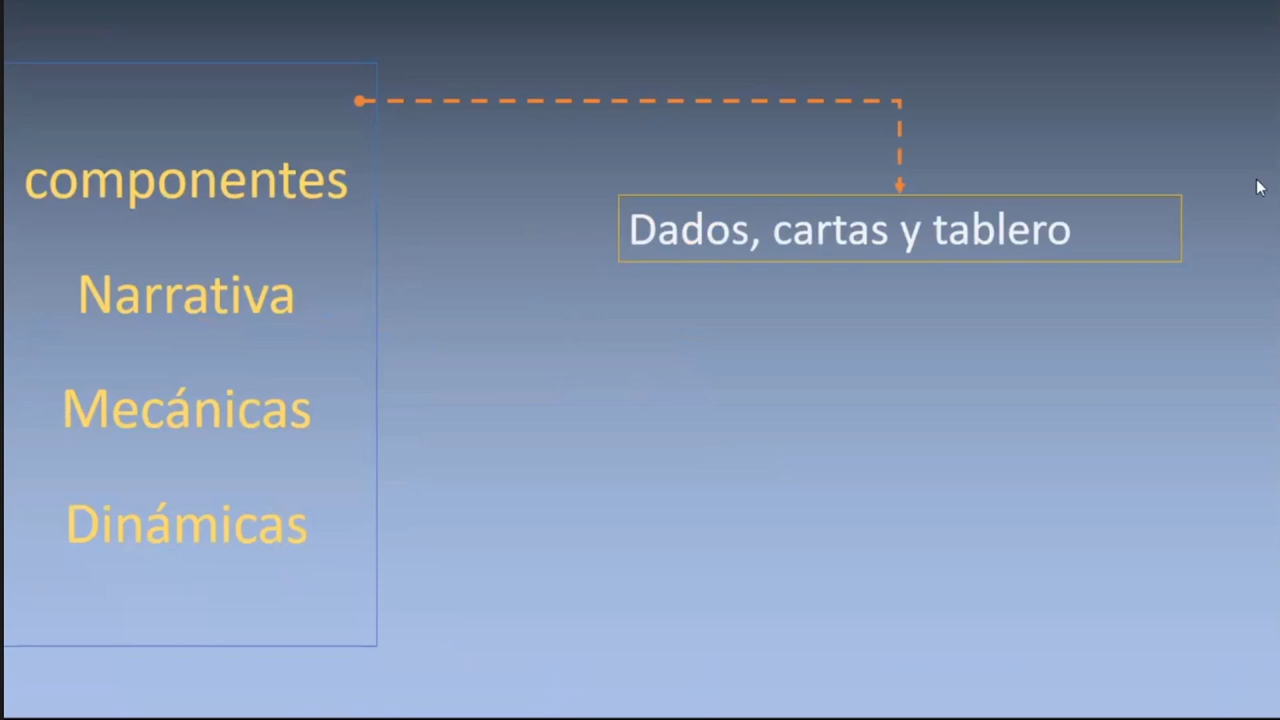 componentes
Narrativa
Mecánicas
Dinámicas
Dados, cartas y tablero